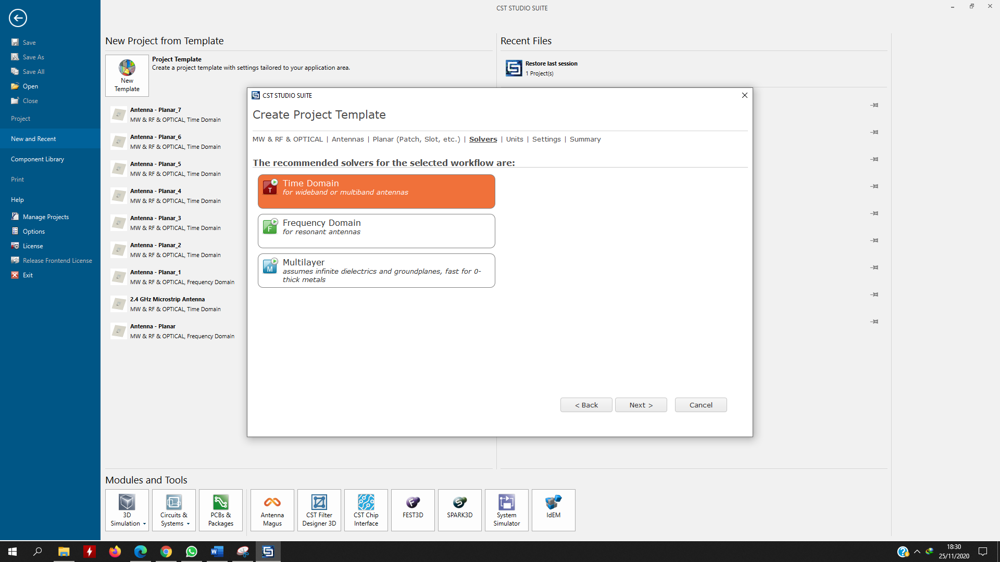 CST STUDIO SUITE
Save
Save As
Save All
Open
Close
Project
New and Recent
Component Library
Print
Help
Manage Projects
Options
License
Release Frontend License
Exit
New Project from Template
New
Template
Project Template
Create a project template with settings tailored to your application area.
Antenna - Planar_7
MW & RF & OPTICAL, Time Domain
Antenna - Planar_6
MW & RF & OPTICAL, Time Domain
Antenna - Planar_5
MW & RF & OPTICAL, Time Domain
Antenna - Planar_4
MW & RF & OPTICAL, Time Domain
Antenna - Planar_3
MW & RF & OPTICAL, Time Domain
Antenna - Planar_2
MW & RF & OPTICAL, Time Domain
Antenna - Planar_1
MW & RF & OPTICAL, Frequency Domain
2.4 GHz Microstrip Antenna
MW & RF & OPTICAL, Time Domain
Antenna - Planar
MW & RF & OPTICAL, Frequency Domain
Recent Files
Restore last session
1 Project(s)
CST STUDIO SUITE
Create Project Template
MW & RF & OPTICAL | Antennas | Planar (Patch, Slot, etc.) | Solvers | Units | Settings | Summary
The recommended solvers for the selected workflow are:
T
Time Domain
for wideband or multiband antennas
F
Frequency Domain
for resonant antennas
M
Multilayer
assumes infinite dielectrics and groundplanes, fast for 0-
thick metals
< Back
Next >
Cancel
Modules and Tools
3D
Simulation
Circuits &
Systems
PCBs &
Packages
Antenna
Magus
CST Filter
Designer 3D
CST Chip
Interface
FEST3D
SPARK3D
System
Simulator
IdEM
18:30
25/11/2020